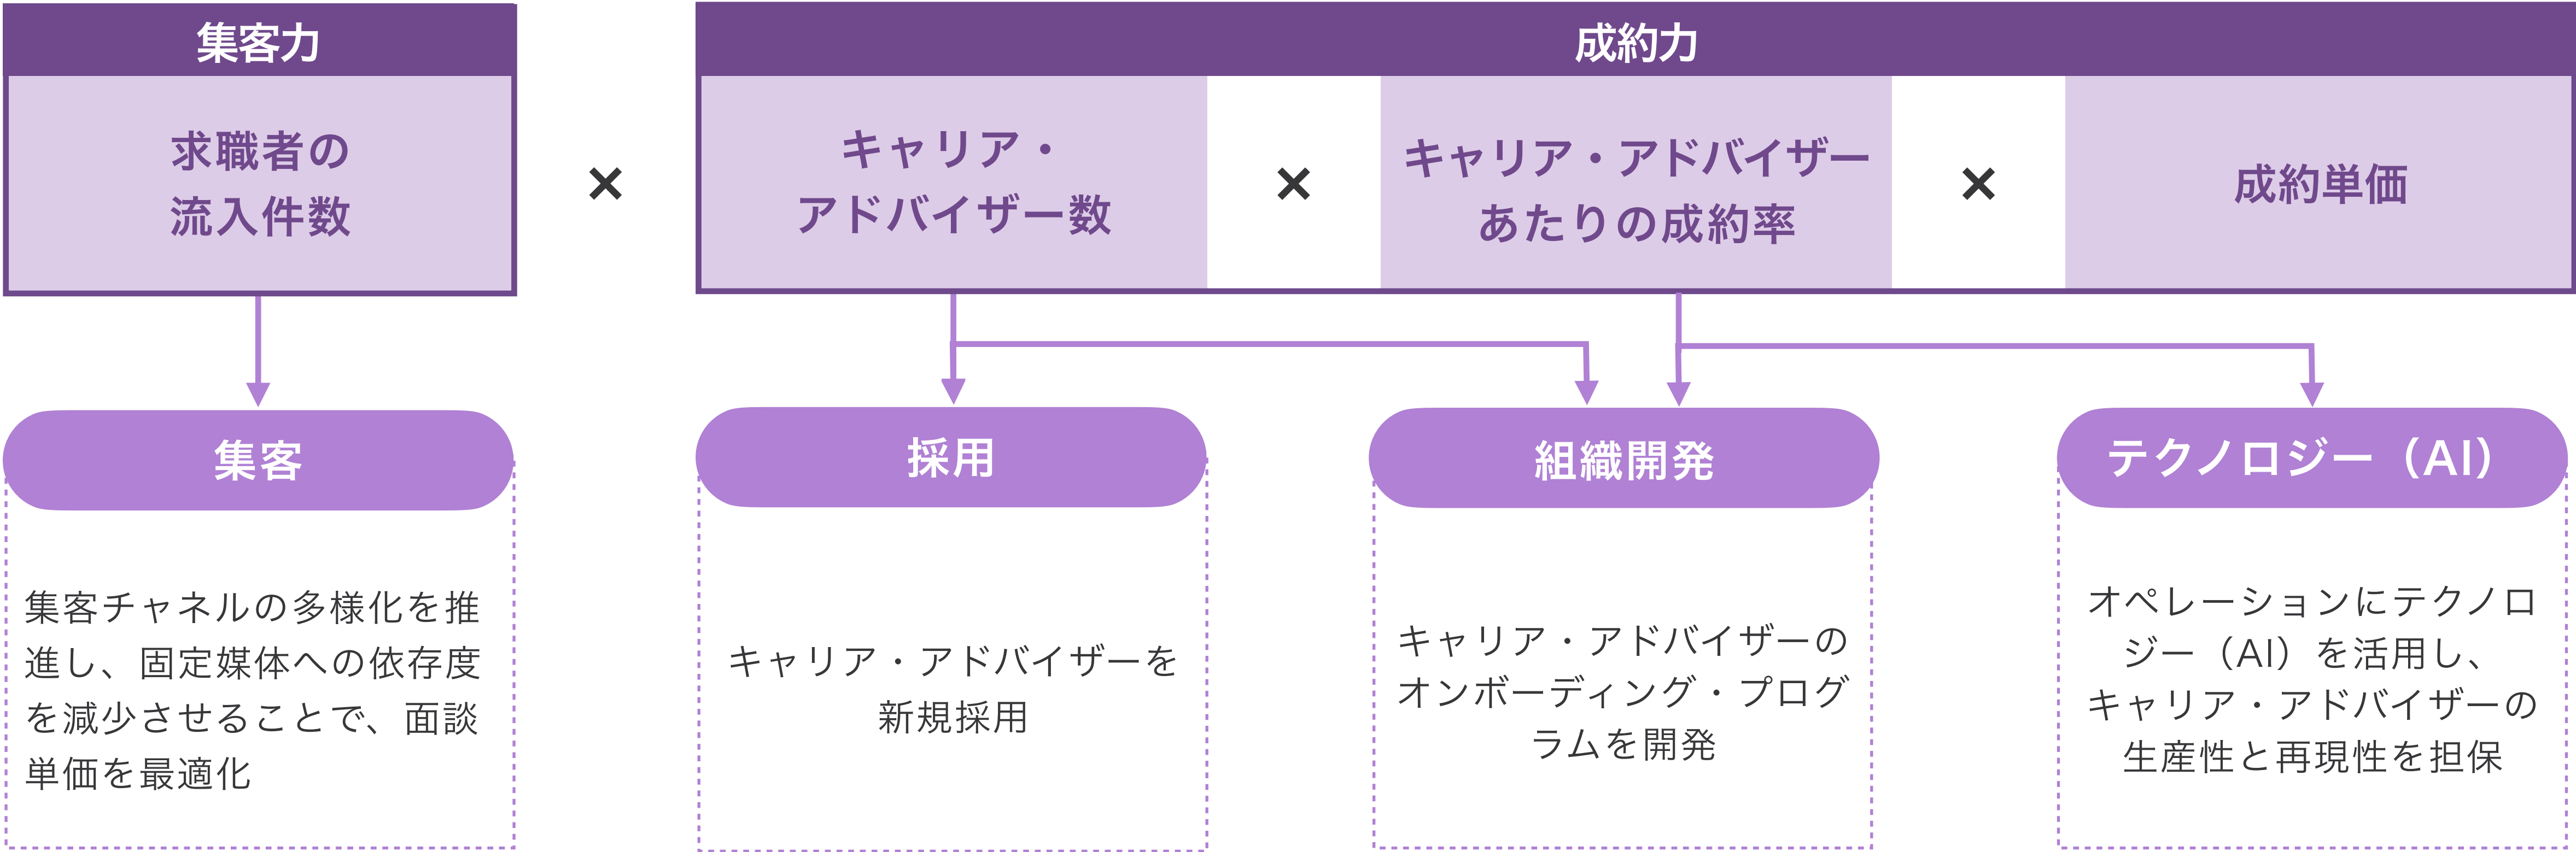 集客力
求職者の
流入件数
×
成約力
キャリア・
アドバイザー数
×
キャリア・アドバイザー
あたりの成約率
×
成約単価
集客
集客チャネルの多様化を推
進し、固定媒体への依存度
を減少させることで、面談
単価を最適化
採用
キャリア・アドバイザーを
新規採用
組織開発
キャリア・アドバイザーの
オンボーディング・プログ
ラムを開発
テクノロジー（AI）
オペレーションにテクノロ
ジー（AI）を活用し、
キャリア・アドバイザーの
生産性と再現性を担保